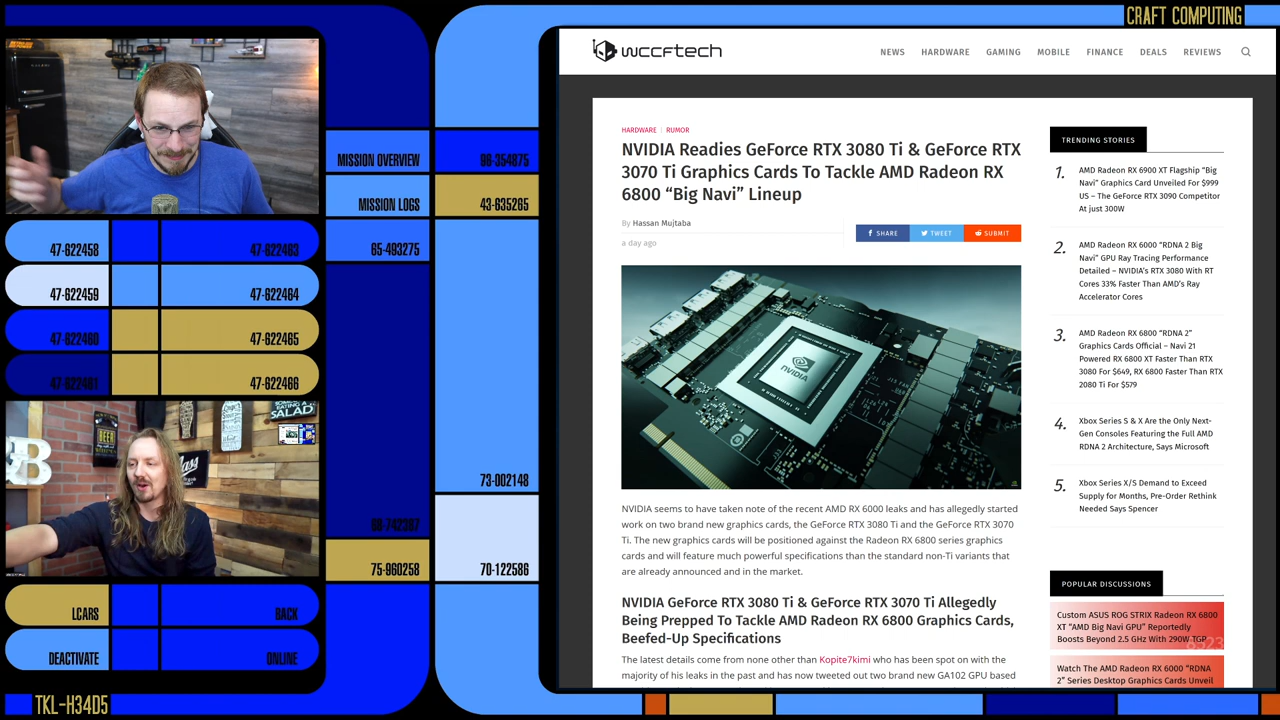 CRAFT COMPUTING
wccftech
NEWS HARDWARE GAMING MOBILE FINANCE DEALS REVIEWS
MISSION OVERVIEW
98-354875
MISSION LOGS
43-635265
47-622458
47-622463
65-493275
47-622459
47-622464
47-622460
47-622465
47-622461
47-622466
73-002148
SALAD
BEER
B
75-960258
70-122586
LCARS
BACK
DEACTIVATE
ONLINE
TKL-H34D5
HARDWARE | RUMOR
NVIDIA Readies GeForce RTX 3080 Ti & GeForce RTX
3070 Ti Graphics Cards To Tackle AMD Radeon RX
6800 “Big Navi” Lineup
By Hassan Mujtaba
a day ago
SHARE TWEET SUBMIT
NVIDIA
NVIDIA seems to have taken note of the recent AMD RX 6000 leaks and has allegedly started
work on two brand new graphics cards, the GeForce RTX 3080 Ti and the GeForce RTX 3070
Ti. The new graphics cards will be positioned against the Radeon RX 6800 series graphics
cards and will feature much powerful specifications than the standard non-Ti variants that
are already announced and in the market.
NVIDIA GeForce RTX 3080 Ti & GeForce RTX 3070 Ti Allegedly
Being Prepped To Tackle AMD Radeon RX 6800 Graphics Cards,
Beefed-Up Specifications
The latest details come from none other than Kopite7kimi who has been spot on with the
majority of his leaks in the past and has now tweeted out two brand new GA102 GPU based
TRENDING STORIES
1.
AMD Radeon RX 6900 XT Flagship “Big
Navi” Graphics Card Unveiled For $999
US – The GeForce RTX 3090 Competitor
At just 300W
2.
AMD Radeon RX 6000 “RDNA 2 Big
Navi” GPU Ray Tracing Performance
Detailed – NVIDIA’s RTX 3080 With RT
Cores 33% Faster Than AMD’s Ray
Accelerator Cores
3.
AMD Radeon RX 6800 “RDNA 2”
Graphics Cards Official – Navi 21
Powered RX 6800 XT Faster Than RTX
3080 For $649, RX 6800 Faster Than RTX
2080 Ti For $579
4.
Xbox Series S & X Are the Only Next-
Gen Consoles Featuring the Full AMD
RDNA 2 Architecture, Says Microsoft
5.
Xbox Series X/S Demand to Exceed
Supply for Months, Pre-Order Rethink
Needed Says Spencer
POPULAR DISCUSSIONS
Custom ASUS ROG STRIX Radeon RX 6800
XT “AMD Big Navi GPU” Reportedly
Boosts Beyond 2.5 GHz With 290W TGP
Watch The AMD Radeon RX 6000 “RDNA
2” Series Desktop Graphics Cards Unveil